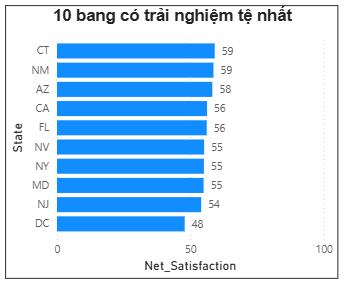 10 bang có trải nghiệm tệ nhất
State
CT 59
NM 59
AZ 58
CA 56
FL 56
NV 55
NY 55
MD 55
NJ 54
DC 48
0 50 100
Net_Satisfaction